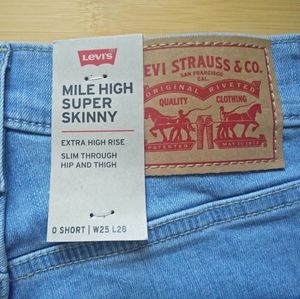 Levi's
MILE HIGH
SUPER
SKINNY
EXTRA HIGH RISE
SLIM THROUGH
HIP AND THIGH
0 SHORT | W25 L28
EVI STRAUSS & CO.
SAN FRANCISCO
CAL.
ORIGINAL RIVETED
QUALITY CLOTHING
PATENTED MAY 20 1873